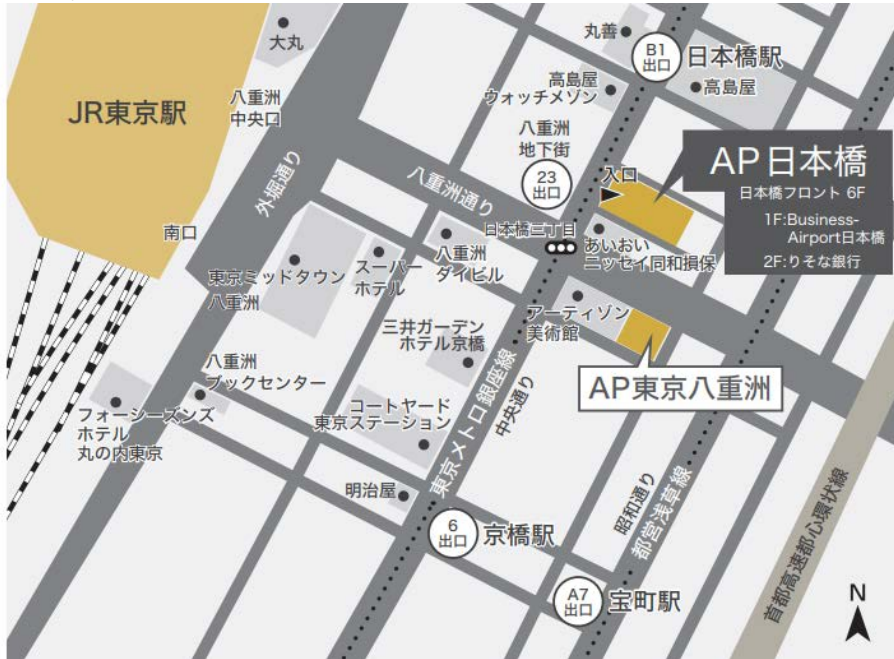 大丸
JR東京駅
八重洲
中央口
南口
外堀通り
丸善
B1
出口
日本橋駅
高島屋
ウォッチメゾン
高島屋
八重洲
地下街
23
出口
八重洲通り
日本橋三丁目
入口
AP日本橋
日本橋フロント 6F
1F:Business-
Airport日本橋
2F:りそな銀行
あいおい
ニッセイ同和損保
東京ミッドタウン
八重洲
スーパー
ホテル
八重洲
ダイビル
アーティゾン
美術館
AP東京八重洲
三井ガーデン
ホテル京橋
八重洲
ブックセンター
コートヤード
東京ステーション
フォーシーズンズ
ホテル
丸の内東京
明治屋
東京メトロ銀座線
中央通り
6
出口
京橋駅
昭和通り
都営浅草線
A7
出口
宝町駅
首都高速都心環状線
N